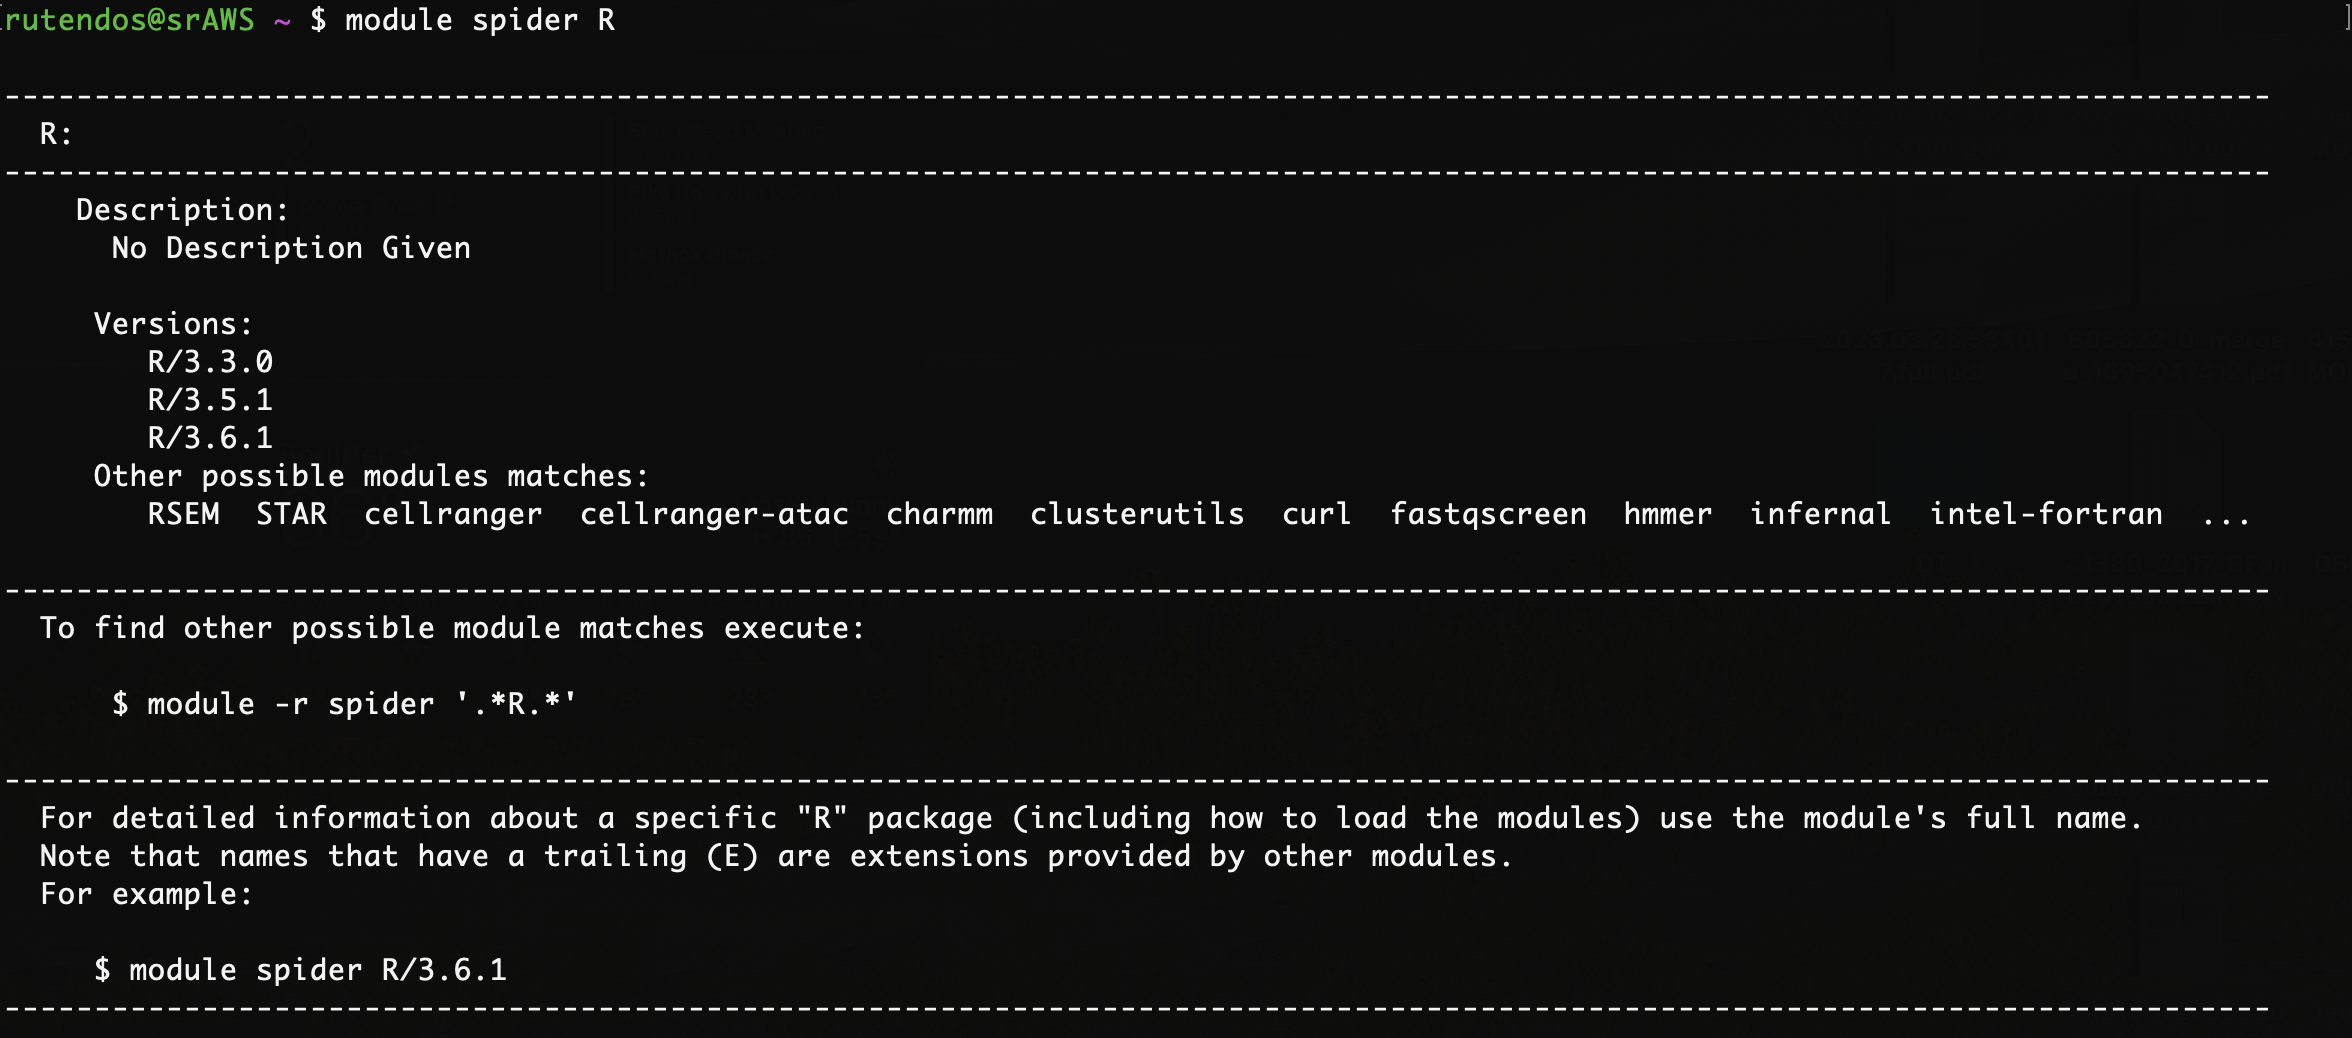 rutendos@srAWS ~ $ module spider R
--------------------------------------------------------------------------------------------------------------------------------
R:
--------------------------------------------------------------------------------------------------------------------------------
Description:
No Description Given
Versions:
R/3.3.0
R/3.5.1
R/3.6.1
Other possible modules matches:
RSEM  STAR  cellranger  cellranger-atac  charmm  clusterutils  curl  fastqscreen  hmmer  infernal  intel-fortran  ...
--------------------------------------------------------------------------------------------------------------------------------
To find other possible module matches execute:
$ module -r spider '.*R.*'
--------------------------------------------------------------------------------------------------------------------------------
For detailed information about a specific "R" package (including how to load the modules) use the module's full name.
Note that names that have a trailing (E) are extensions provided by other modules.
For example:
$ module spider R/3.6.1
--------------------------------------------------------------------------------------------------------------------------------